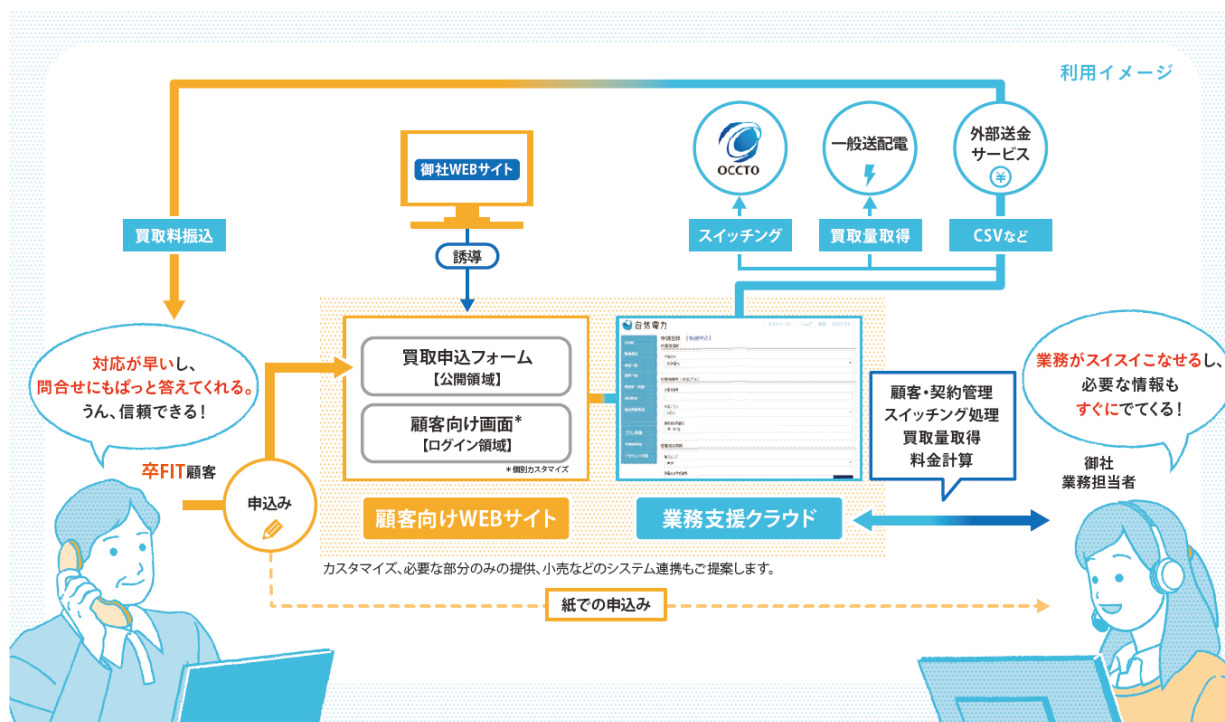 利用イメージ
御社WEBサイト
OCCTO
一般送配電
外部送金
サービス
¥
買取料振込
誘導
スイッチング
買取量取得
CSVなど
対応が早いし、
問合せにもぱっと答えてくれる。
うん、信頼できる！
卒FIT顧客
申込み
買取申込フォーム
【公開領域】
顧客向け画面*
【ログイン領域】
*個別カスタマイズ
自然電力
顧客向けWEBサイト
業務支援クラウド
顧客・契約管理
スイッチング処理
買取量取得
料金計算
業務がスイスイこなせるし、
必要な情報も
すぐにでてくる！
御社
業務担当者
カスタマイズ、必要な部分のみの提供、小売などのシステム連携もご提案します。
紙での申込み